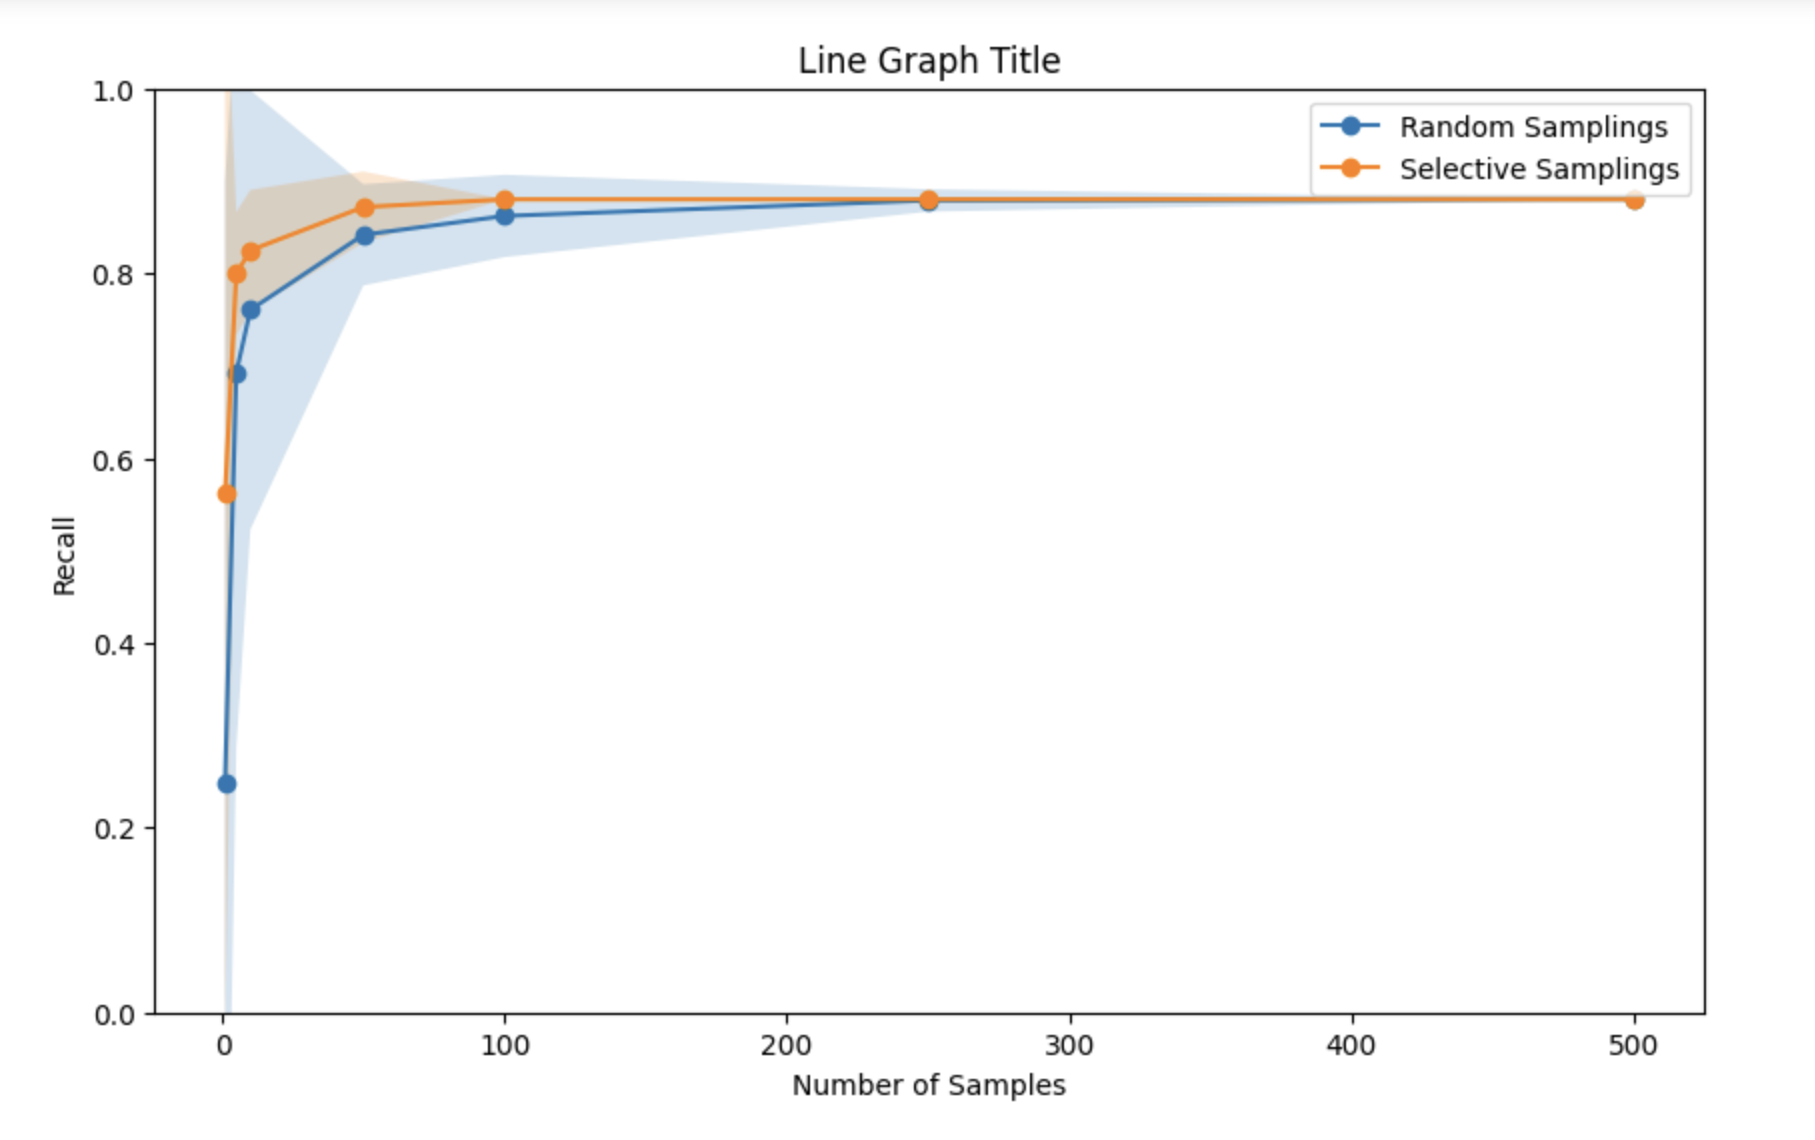 Line Graph Title
Random Samplings
Selective Samplings
1.0
0.8
0.6
0.4
0.2
0.0
Recall
0 100 200 300 400 500
Number of Samples